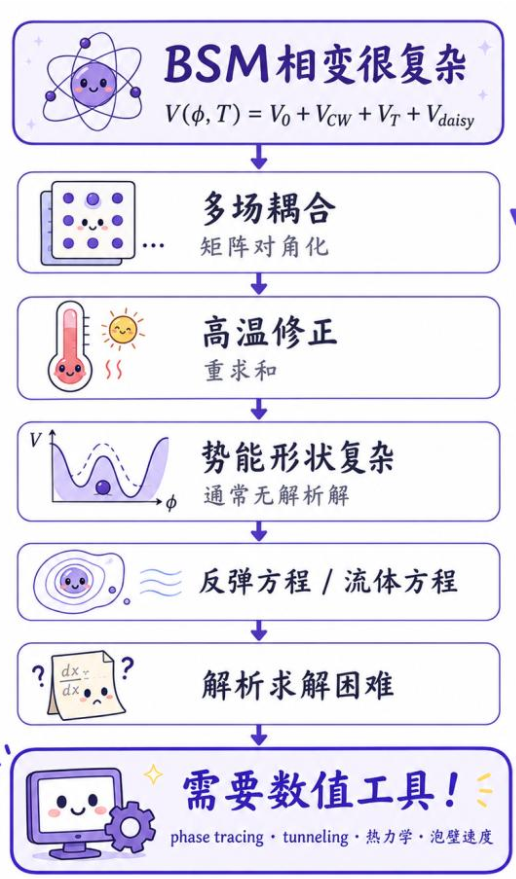 BSM相变很复杂
V(ϕ, T) = V₀ + V_CW + V_T + V_daisy
多场耦合
矩阵对角化
...
高温修正
重求和
V
势能形状复杂
通常无解析解
ϕ
反弹方程 / 流体方程
? dx ?
dx
解析求解困难
需要数值工具!
phase tracing · tunneling · 热力学 · 泡壁速度